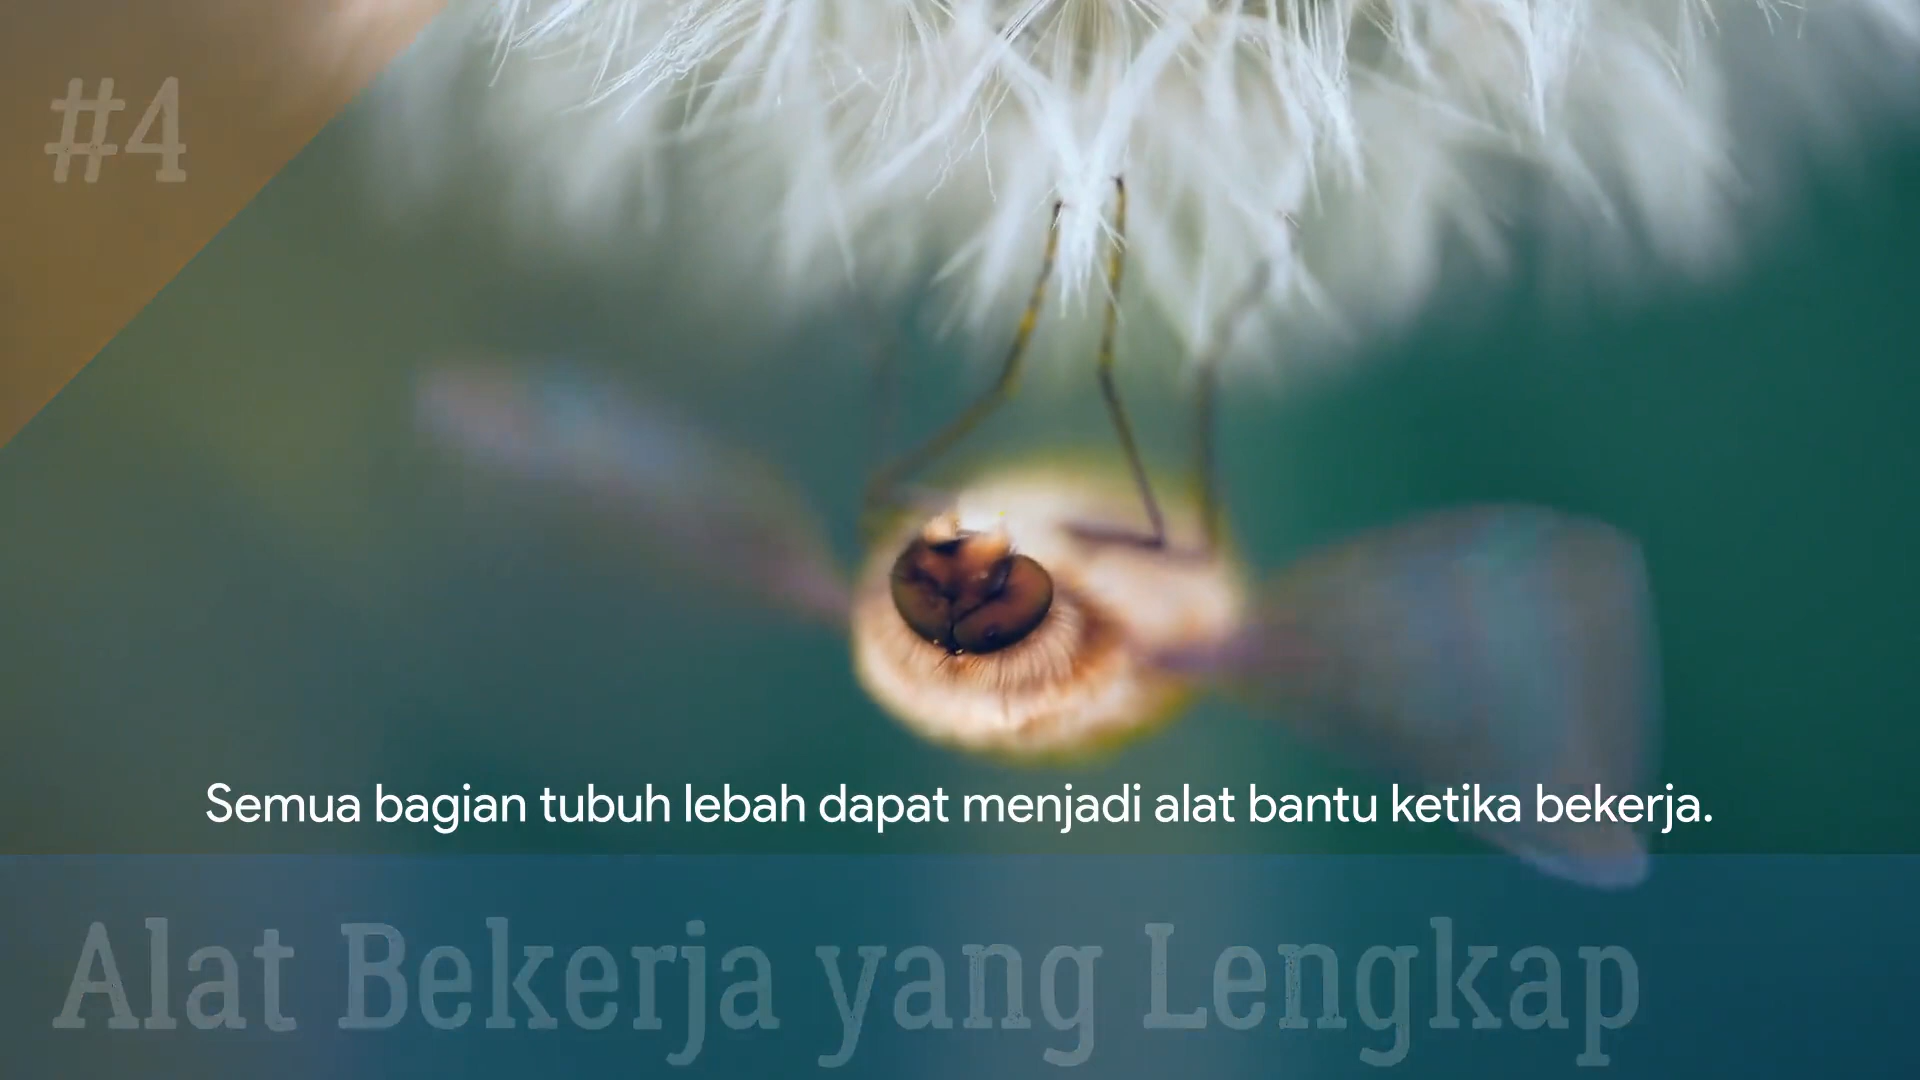 #4
Semua bagian tubuh lebah dapat menjadi alat bantu ketika bekerja.
Alat Bekerja yang Lengkap